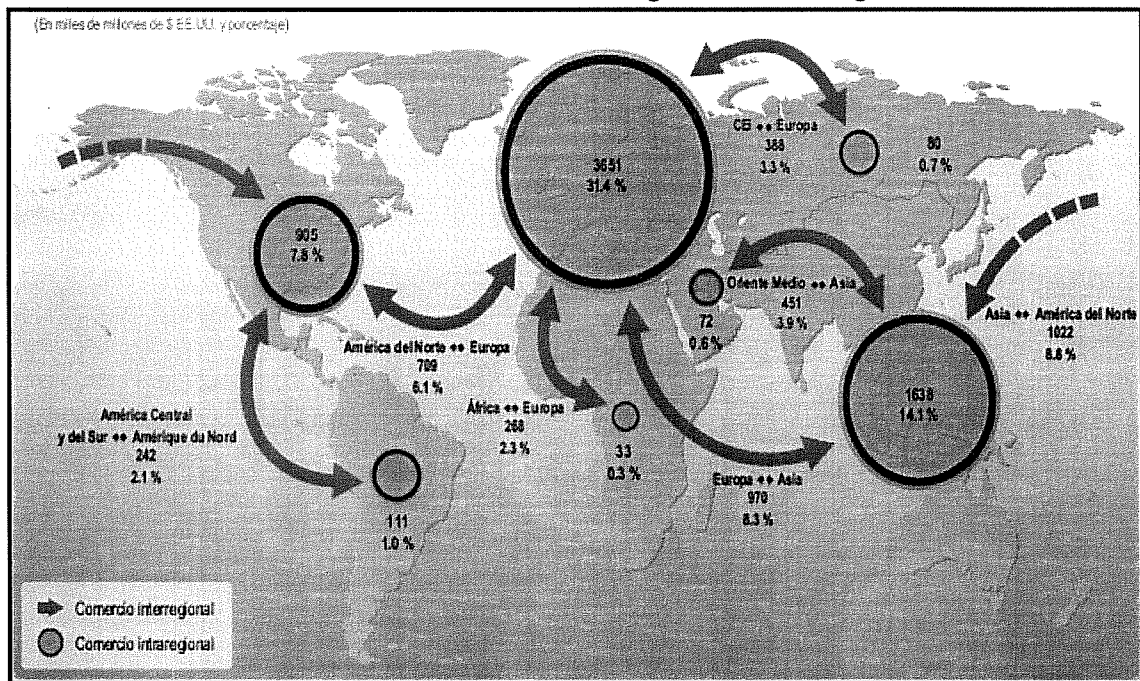 (En miles de millones de $ EE.UU. y porcentaje)
CEI ↔ Europa
388
3.3 %
80
0.7 %
3651
31.4 %
905
7.8 %
Oriente Medio ↔ Asia
451
3.9 %
72
0.6 %
Asia ↔ América del Norte
1022
8.8 %
América del Norte ↔ Europa
709
6.1 %
1638
14.1 %
África ↔ Europa
268
2.3 %
33
0.3 %
América Central
y del Sur ↔ Amérique du Nord
242
2.1 %
Europa ↔ Asia
970
8.3 %
111
1.0 %
Comercio interregional
Comercio intraregional